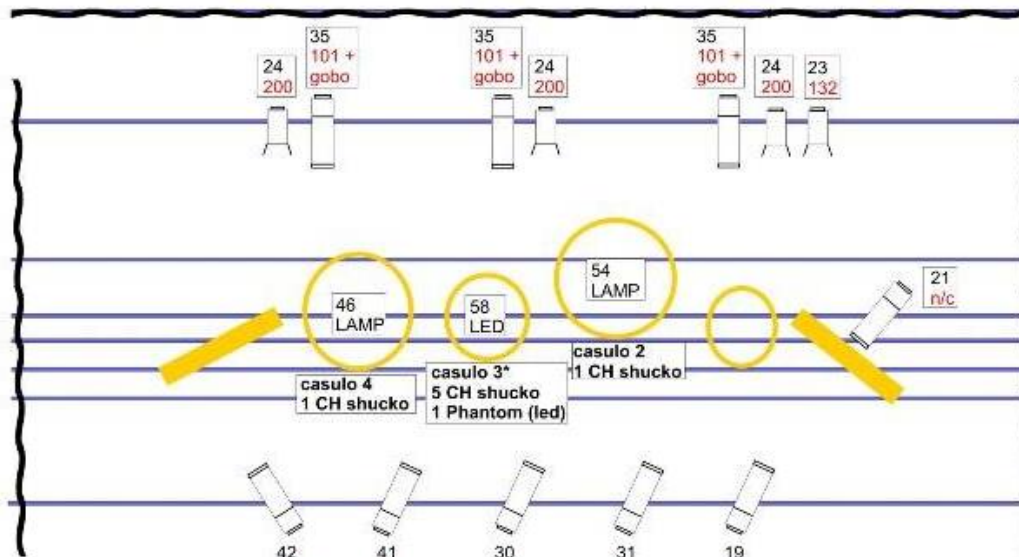 35
101 +
gobo
24
200
35
101 +
gobo
24
200
35
101 +
gobo
24
200
23
132
54
LAMP
21
n/c
46
LAMP
58
LED
casulo 2
1 CH shucko
casulo 4
1 CH shucko
casulo 3*
5 CH shucko
1 Phantom (led)
42
41
30
31
19